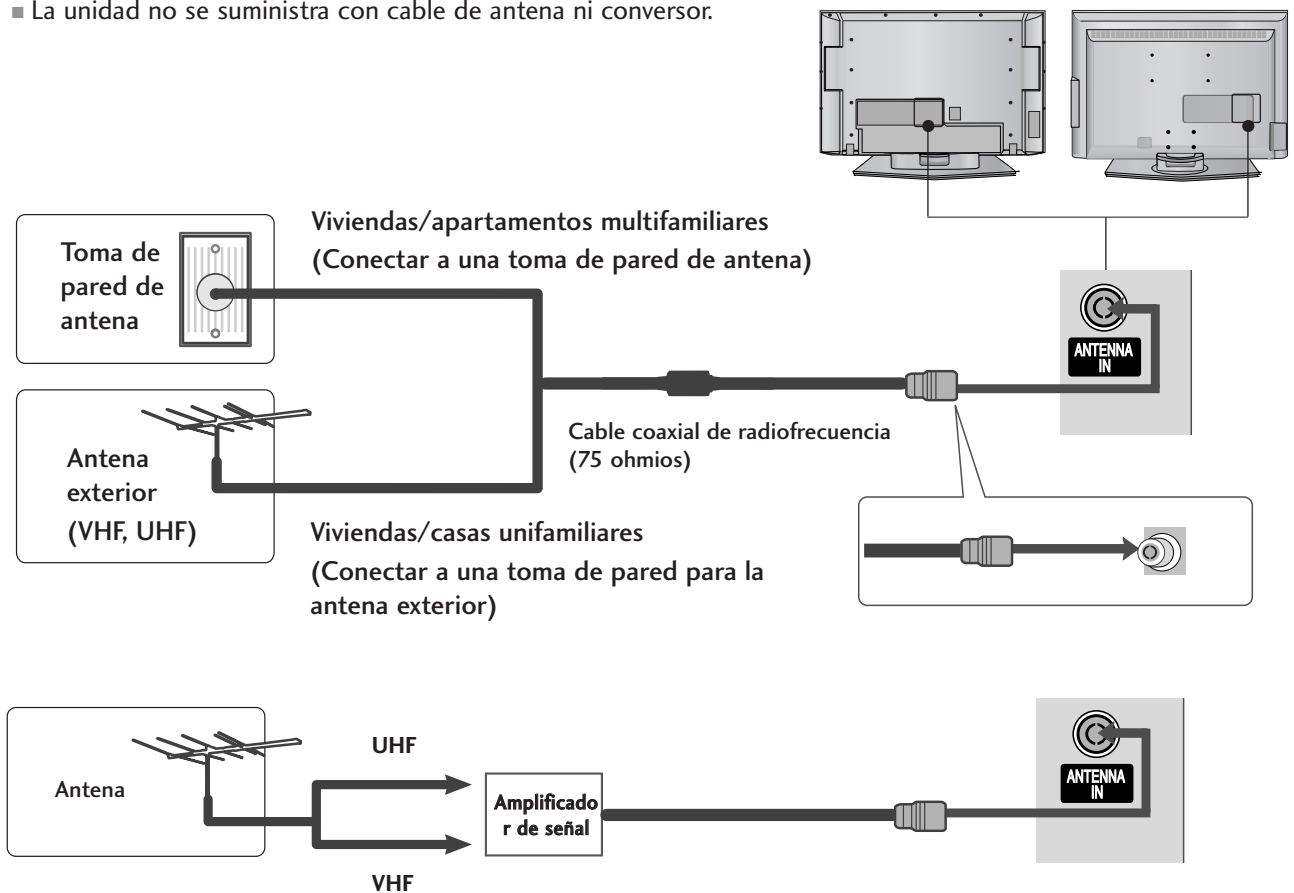 ■ La unidad no se suministra con cable de antena ni conversor.
Toma de
pared de
antena
Viviendas/apartamentos multifamiliares
(Conectar a una toma de pared de antena)
ANTENNA
IN
Cable coaxial de radiofrecuencia
(75 ohmios)
Antena
exterior
(VHF, UHF)
Viviendas/casas unifamiliares
(Conectar a una toma de pared para la
antena exterior)
Antena
UHF
VHF
Amplificado
r de señal
ANTENNA
IN